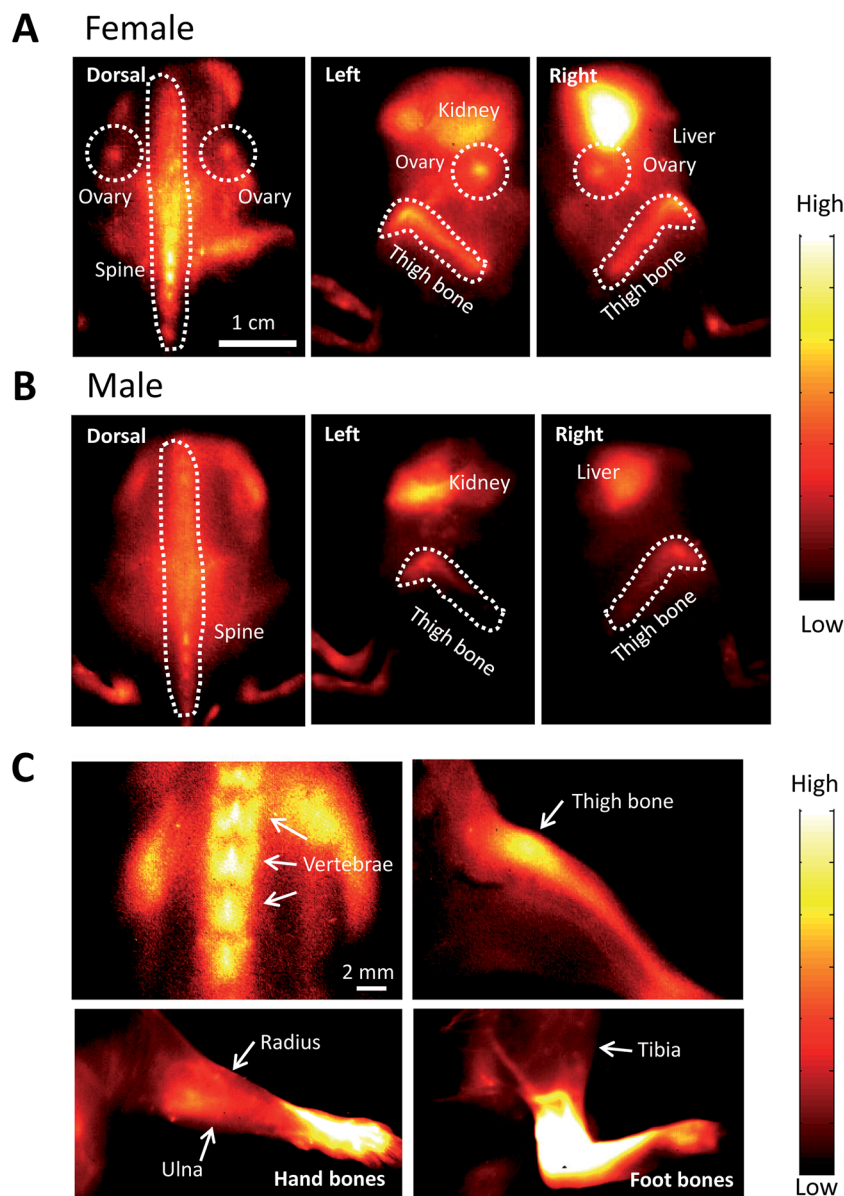 A Female
Dorsal
Ovary
Ovary
Spine
1 cm
Left
Kidney
Ovary
Thigh bone
Right
Liver
Ovary
Thigh bone
High
Low
B Male
Dorsal
Spine
Left
Kidney
Thigh bone
Right
Liver
Thigh bone
C
Vertebrae
2 mm
Thigh bone
Radius
Ulna
Hand bones
Tibia
Foot bones
High
Low